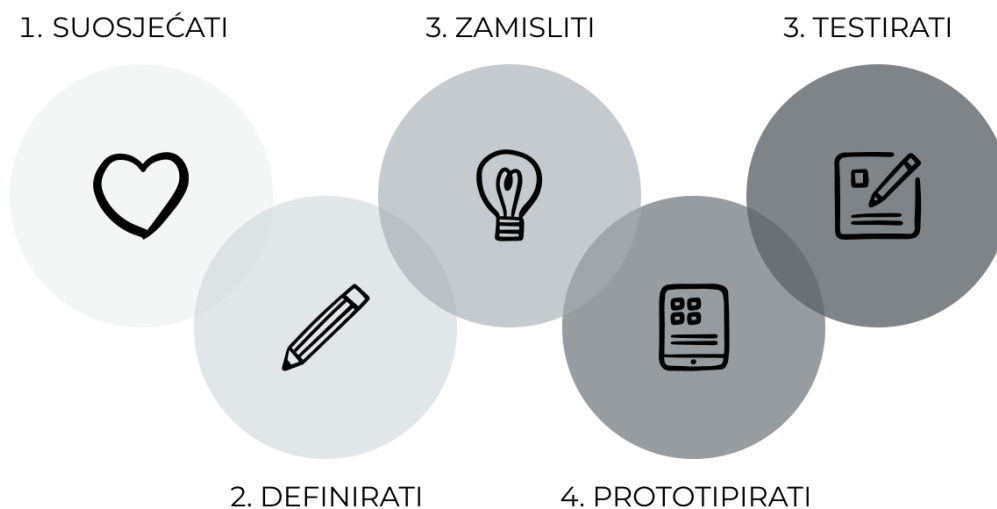 1. SUOSJEĆATI
3. ZAMISLITI
3. TESTIRATI
2. DEFINIRATI
4. PROTOTIPIRATI